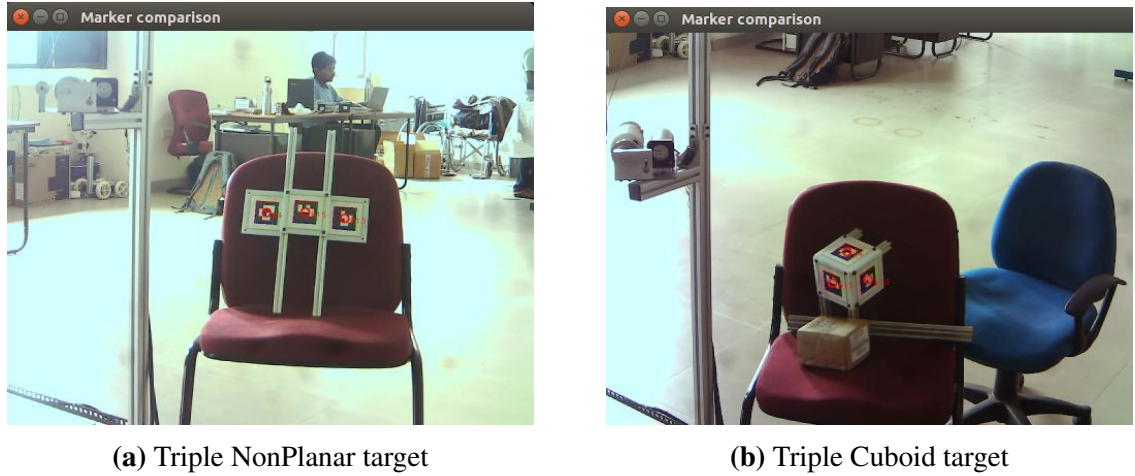 Marker comparison
Marker comparison
(a) Triple NonPlanar target
(b) Triple Cuboid target